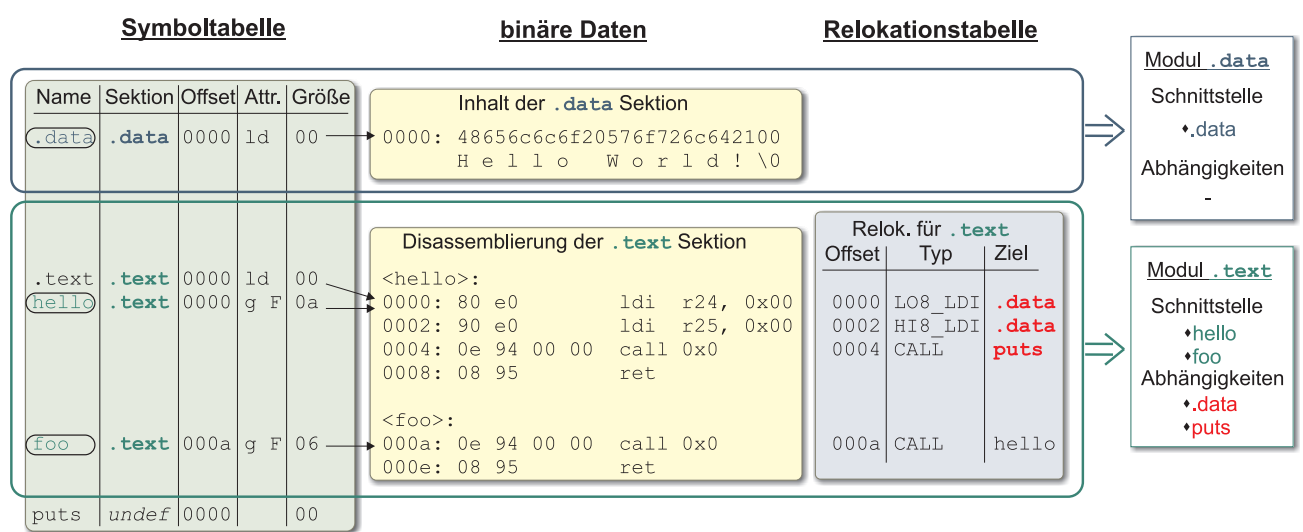 Symboltabelle
binäre Daten
Relokationstabelle
Name Sektion Offset Attr. Größe
.data .data 0000 ld 00
Inhalt der .data Sektion
0000: 48656c6c6f20576f726c642100
H e l l o W o r l d ! \0
Modul .data
Schnittstelle
♦.data
Abhängigkeiten
-
.text .text 0000 ld 00
hello .text 0000 g F 0a
foo .text 000a g F 06
puts undef 0000 00
Disassemblierung der .text Sektion
<hello>:
0000: 80 e0 ldi r24, 0x00
0002: 90 e0 ldi r25, 0x00
0004: 0e 94 00 00 call 0x0
0008: 08 95 ret
<foo>:
000a: 0e 94 00 00 call 0x0
000e: 08 95 ret
Relok. für .text
Offset Typ Ziel
0000 LO8_LDI .data
0002 HI8_LDI .data
0004 CALL puts
000a CALL hello
Modul .text
Schnittstelle
♦hello
♦foo
Abhängigkeiten
♦.data
♦puts